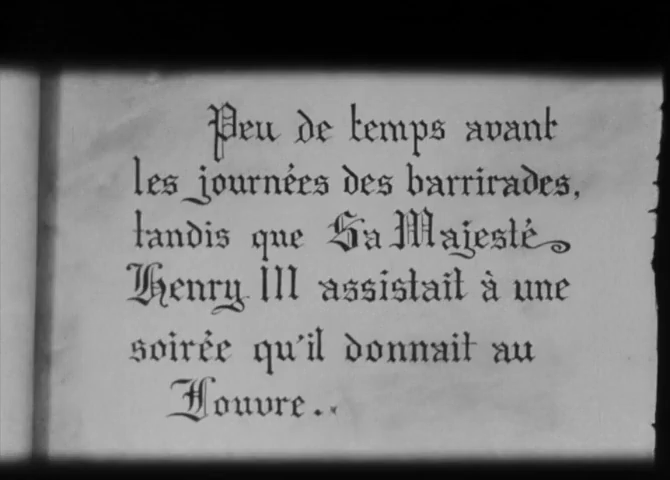 Peu de temps avant
les journées des barricades,
tandis que Sa Majesté
Henry III assistait à une
soirée qu'il donnait au
Louvre...